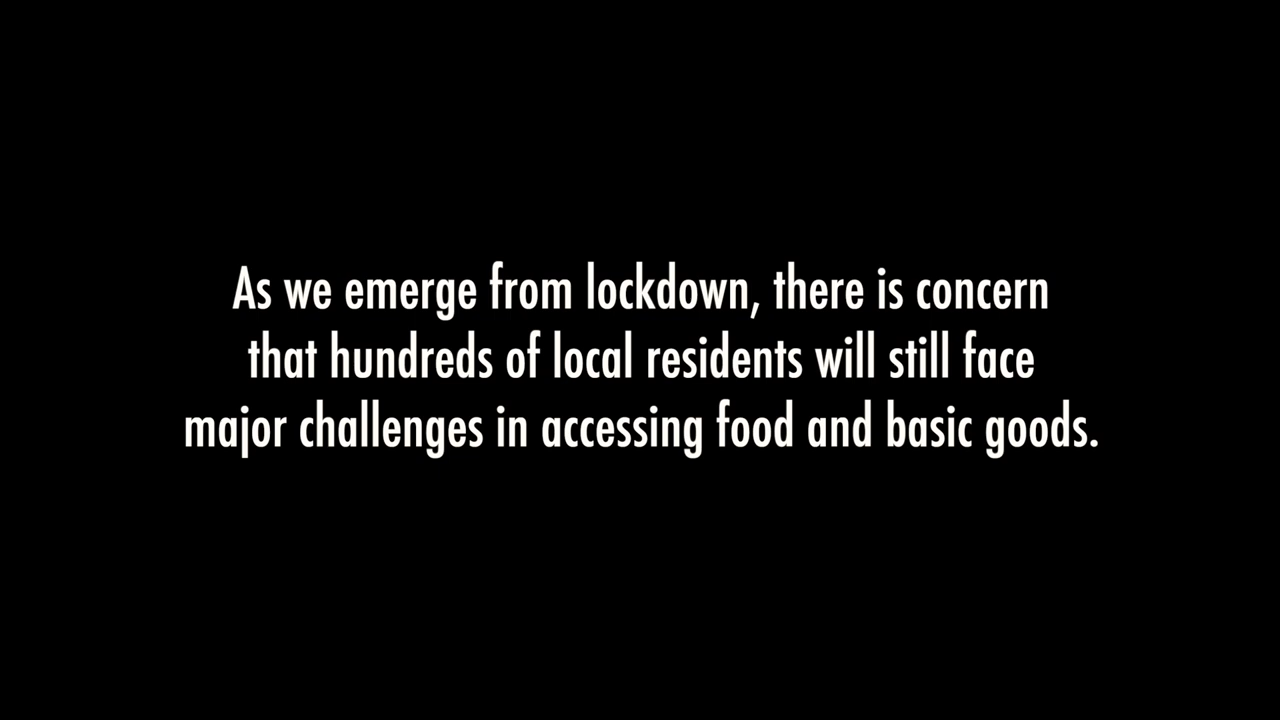 As we emerge from lockdown, there is concern
that hundreds of local residents will still face
major challenges in accessing food and basic goods.